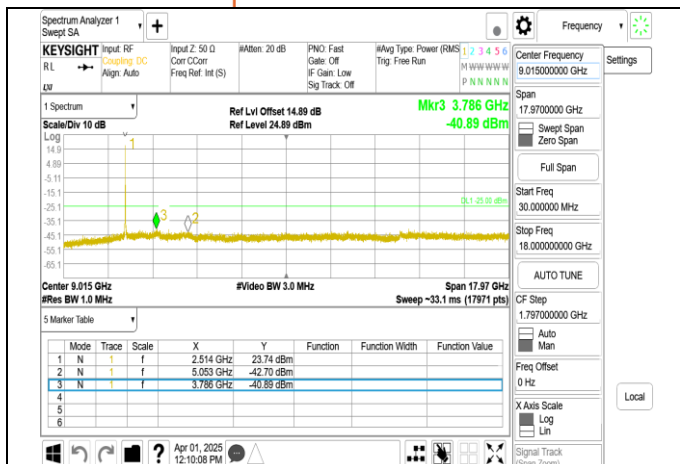 Spectrum Analyzer 1
Swept SA
Frequency
KEYSIGHT
RL
LXI
Input: RF
Coupling: DC
Align: Auto
Input Z: 50 Ω
Corr CCorr
Freq Ref: Int (S)
#Atten: 20 dB
PNO: Fast
Gate: Off
IF Gain: Low
Sig Track: Off
#Avg Type: Power (RMS
Trig: Free Run
1 2 3 4 5 6
M W W W W W
P N N N N N
Center Frequency
9.015000000 GHz
Settings
Span
17.9700000 GHz
Swept Span
Zero Span
Full Span
Start Freq
30.000000 MHz
Stop Freq
18.000000000 GHz
AUTO TUNE
CF Step
1.797000000 GHz
Auto
Man
Freq Offset
0 Hz
X Axis Scale
Log
Lin
Local
Signal Track
(Span Zoom)
1 Spectrum
Scale/Div 10 dB
Ref Lvl Offset 14.89 dB
Ref Level 24.89 dBm
Mkr3 3.786 GHz
-40.89 dBm
Log
14.9
4.89
-5.11
-15.1
-25.1
-35.1
-45.1
-55.1
-65.1
1
3
2
DL1 -25.00 dBm
Center 9.015 GHz
#Res BW 1.0 MHz
#Video BW 3.0 MHz
Span 17.97 GHz
Sweep ~33.1 ms (17971 pts)
5 Marker Table
Mode Trace Scale X Y Function Function Width Function Value
1 N 1 f 2.514 GHz 23.74 dBm
2 N 1 f 5.053 GHz -42.70 dBm
3 N 1 f 3.786 GHz -40.89 dBm
4
5
6
?
Apr 01, 2025
12:10:08 PM